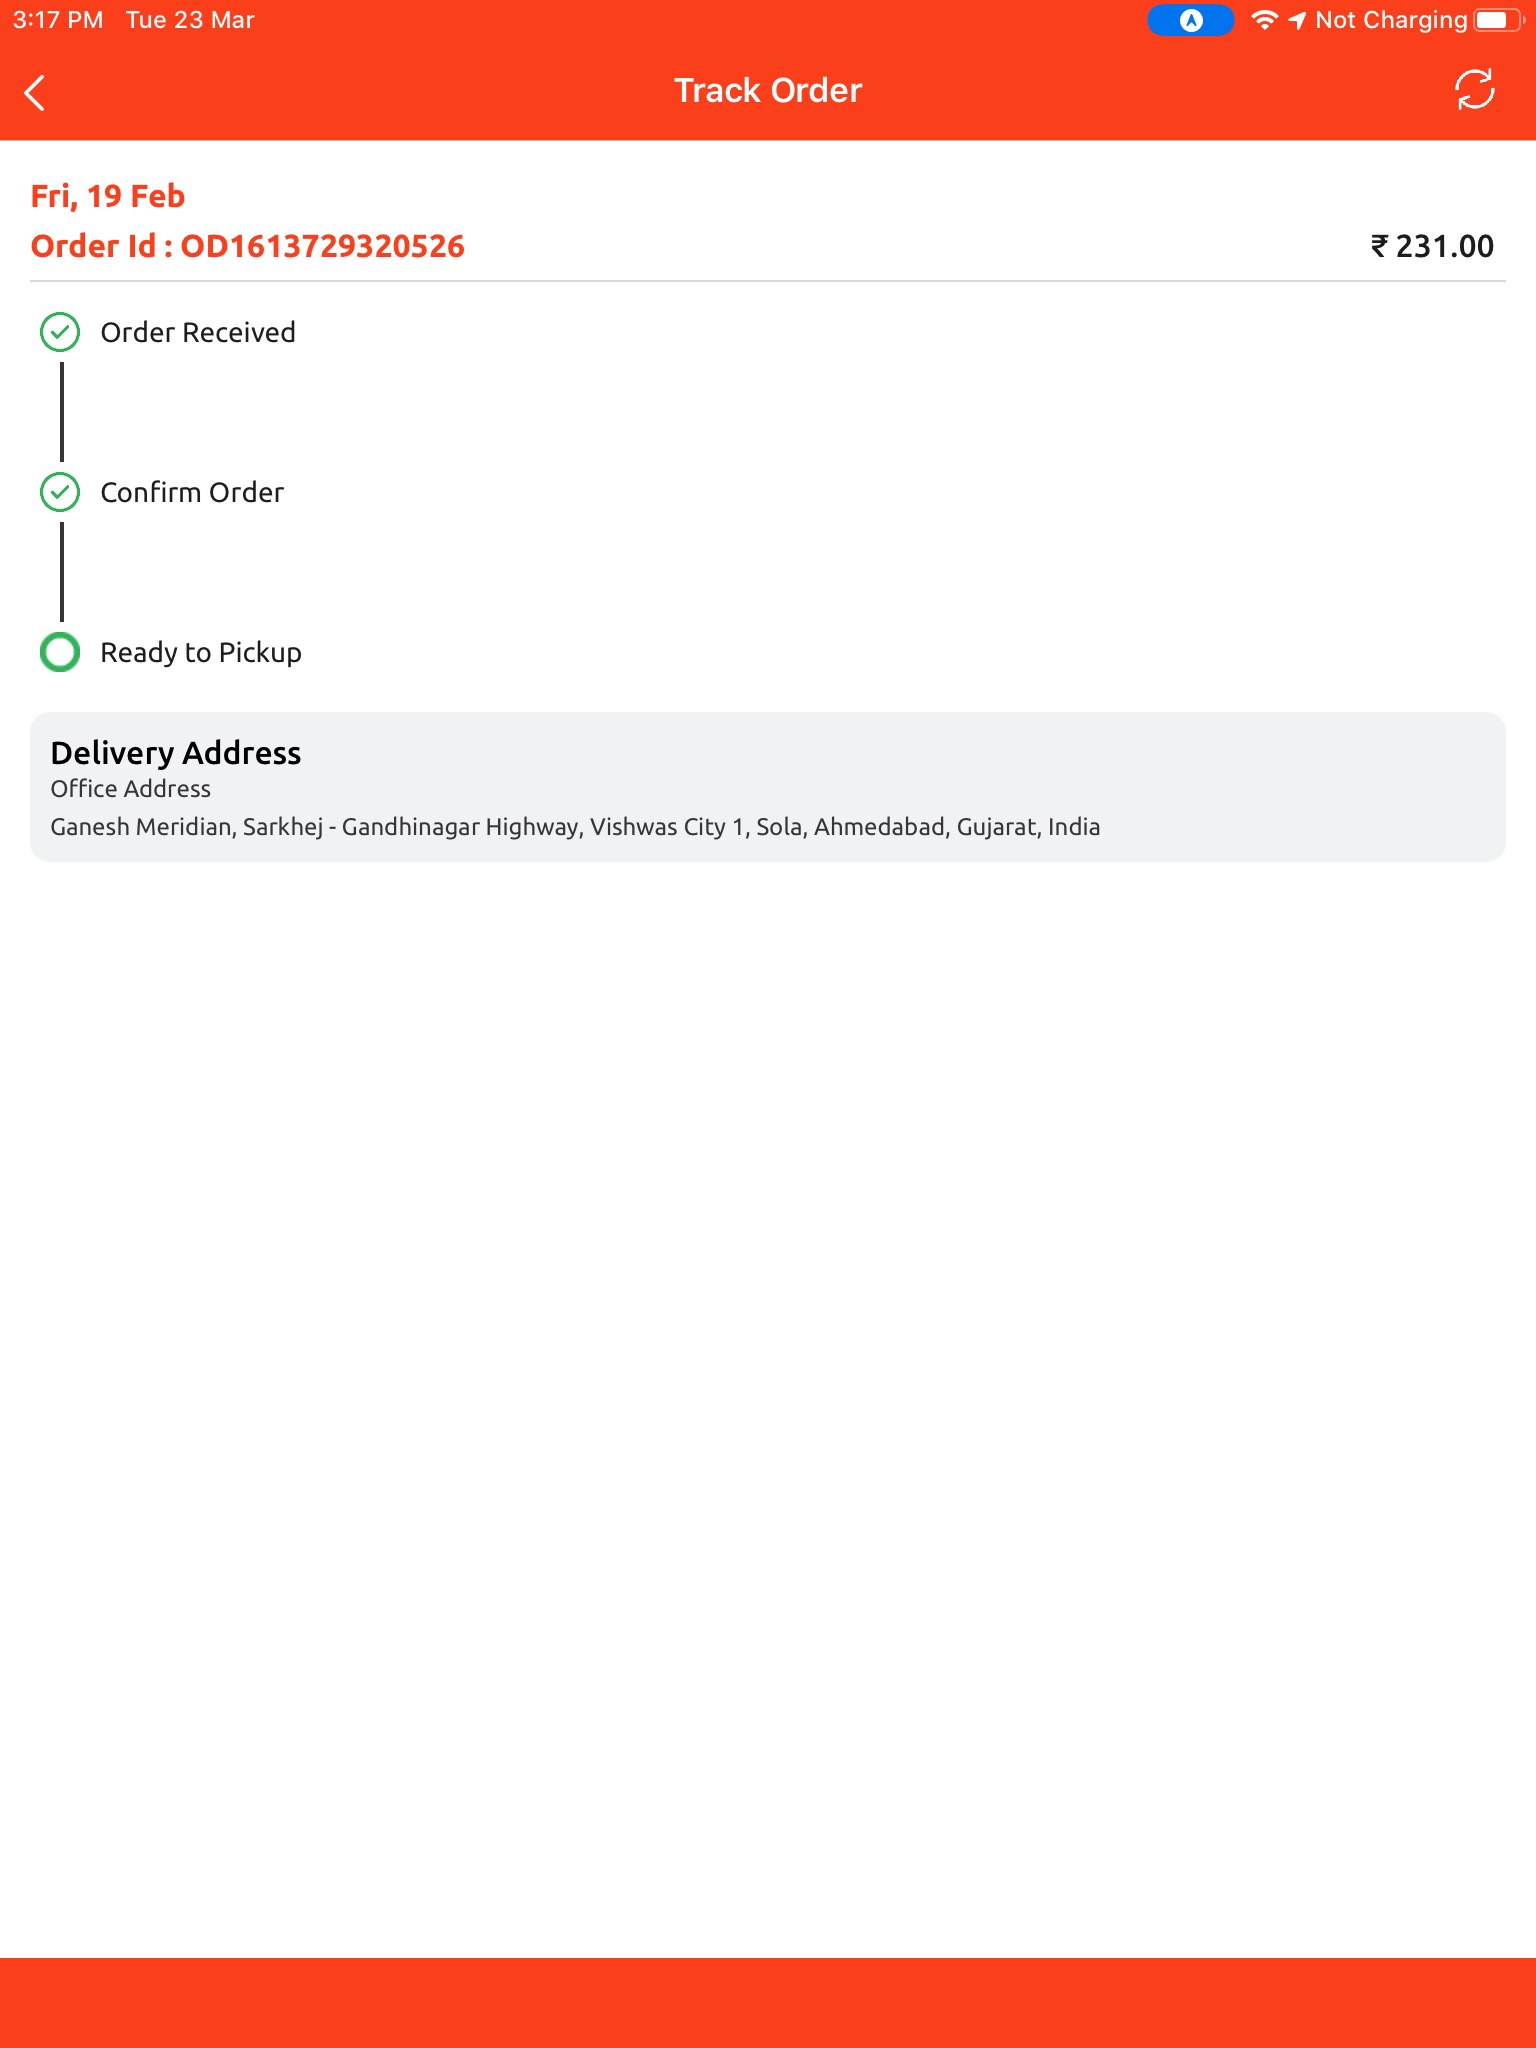 3:17 PM Tue 23 Mar Not Charging
Track Order
Fri, 19 Feb
Order Id : OD1613729320526 ₹ 231.00
Order Received
Confirm Order
Ready to Pickup
Delivery Address
Office Address
Ganesh Meridian, Sarkhej - Gandhinagar Highway, Vishwas City 1, Sola, Ahmedabad, Gujarat, India